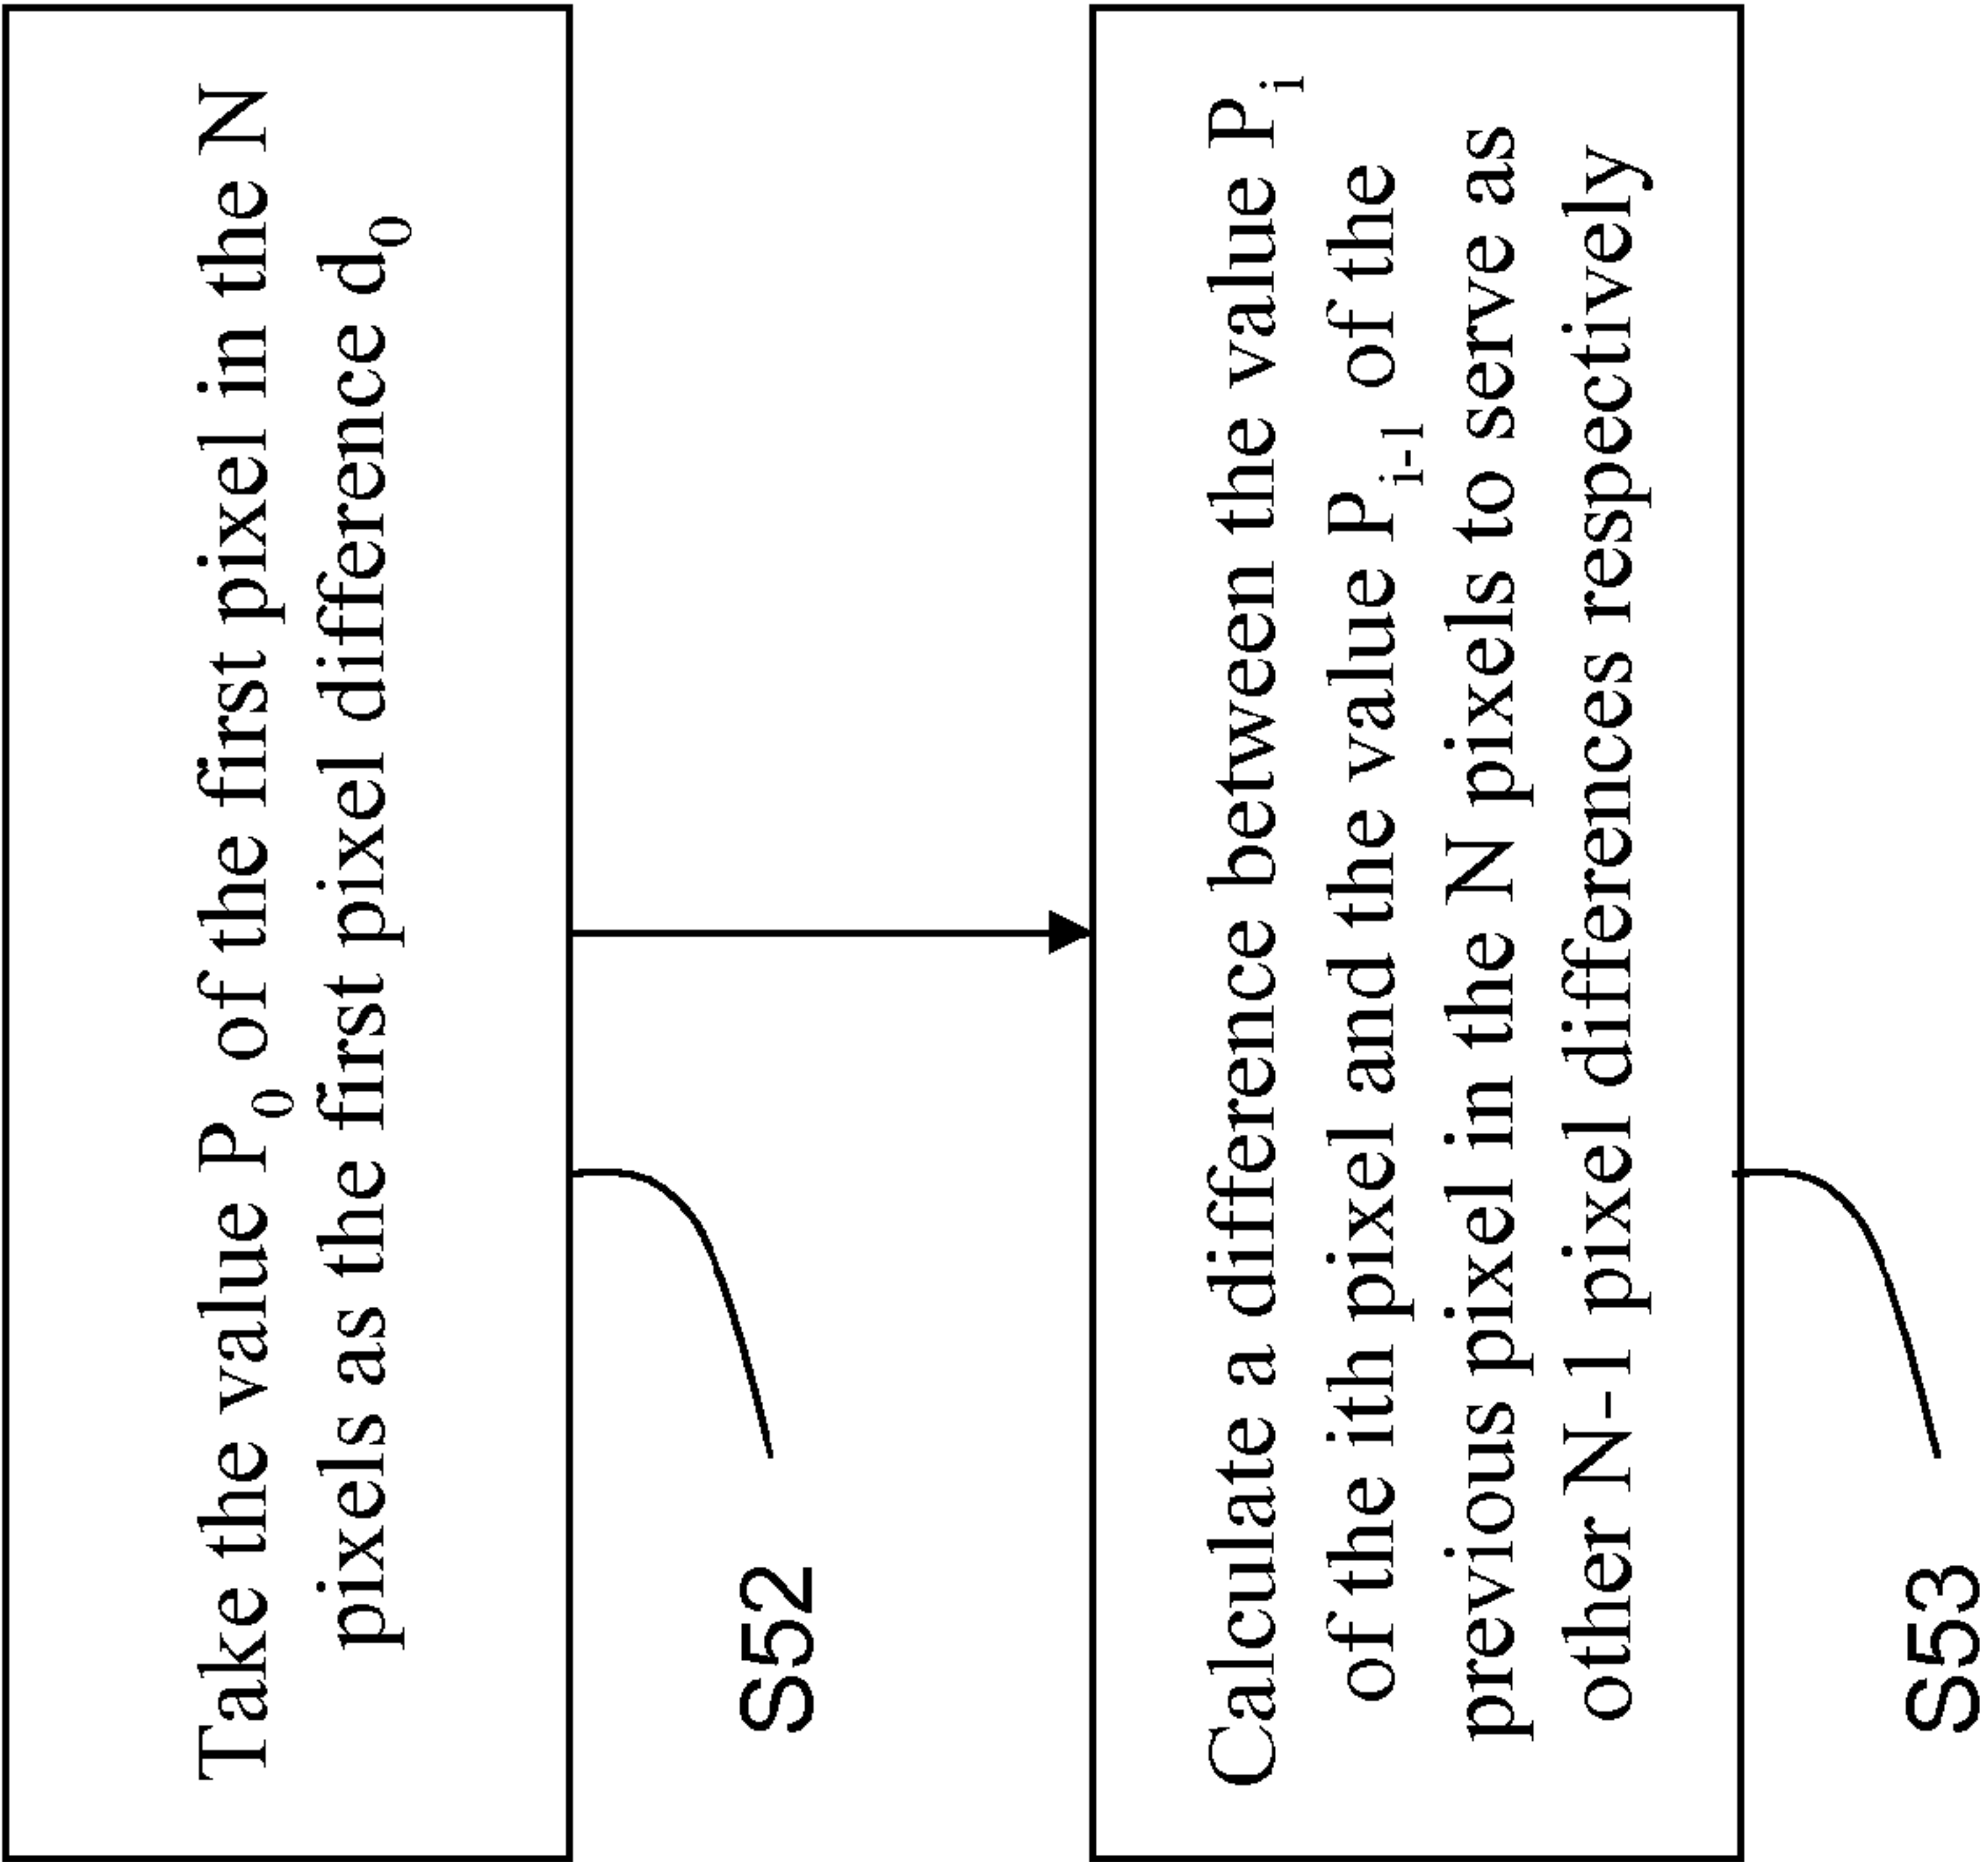 Take the value P0 of the first pixel in the N
pixels as the first pixel difference d0
S52
Calculate a difference between the value Pi
of the ith pixel and the value Pi-1 of the
previous pixel in the N pixels to serve as
other N-1 pixel differences respectively
S53